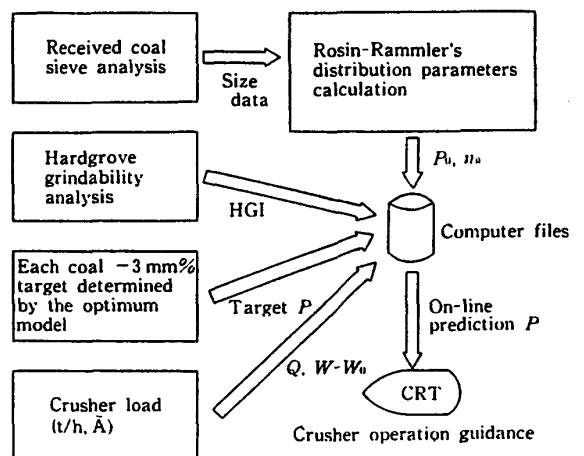 Received coal
sieve analysis
Size
data
Rosin-Rammler's
distribution parameters
calculation
P₀, n₀
Hardgrove
grindability
analysis
HGI
Computer files
Each coal −3 mm%
target determined
by the optimum
model
Target P
On-line
prediction P
Q, W-W₀
Crusher load
(t/h, Ā)
CRT
Crusher operation guidance